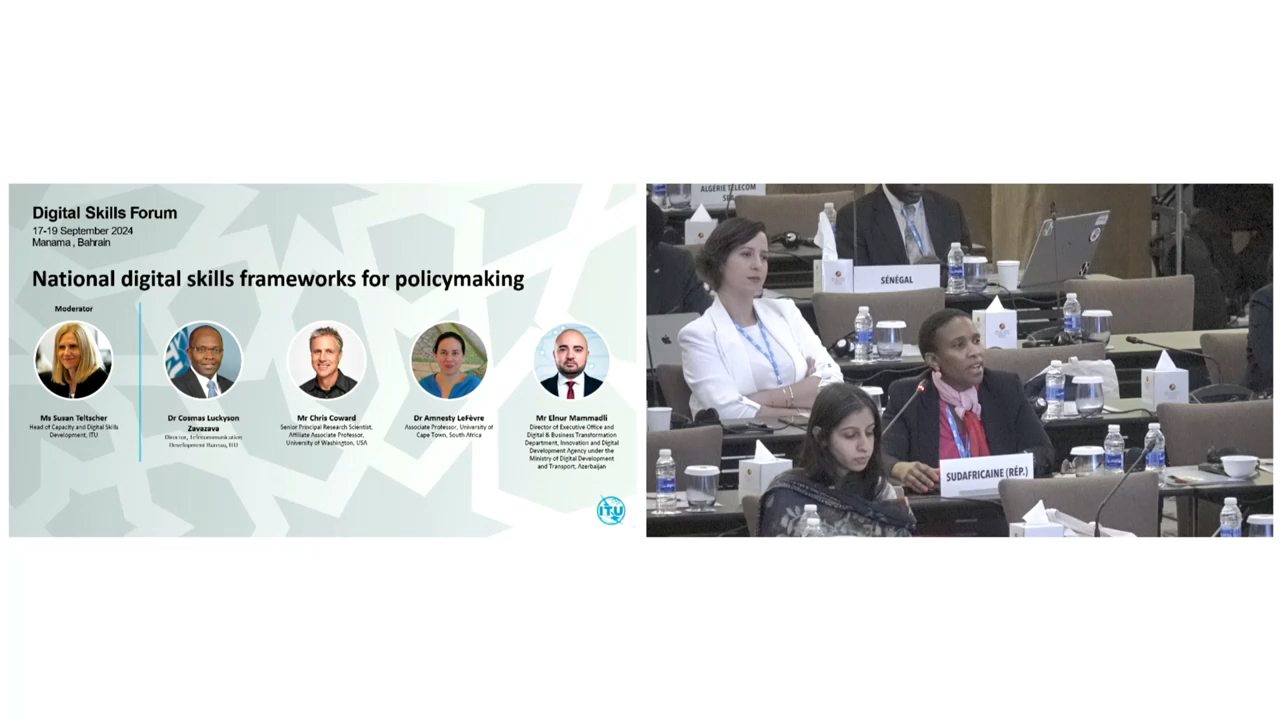 Digital Skills Forum
17-19 September 2024
Manama , Bahrain
National digital skills frameworks for policymaking
Moderator
Ms Susan Teltscher
Head of Capacity and Digital Skills
Development, ITU
Dr Cosmas Luckyson
Zavazava
Director, Telecommunication
Development Bureau, ITU
Mr Chris Coward
Senior Principal Research Scientist,
Affiliate Associate Professor,
University of Washington, USA
Dr Amnesty LeFèvre
Associate Professor, University of
Cape Town, South Africa
Mr Elnur Mammadli
Director of Executive Office and
Digital & Business Transformation
Department, Innovation and Digital
Development Agency under the
Ministry of Digital Development
and Transport, Azerbaijan
ITU
ALGÉRIE TÉLÉCOM
SÉNÉGAL
SUDAFRICAINE (RÉP.)